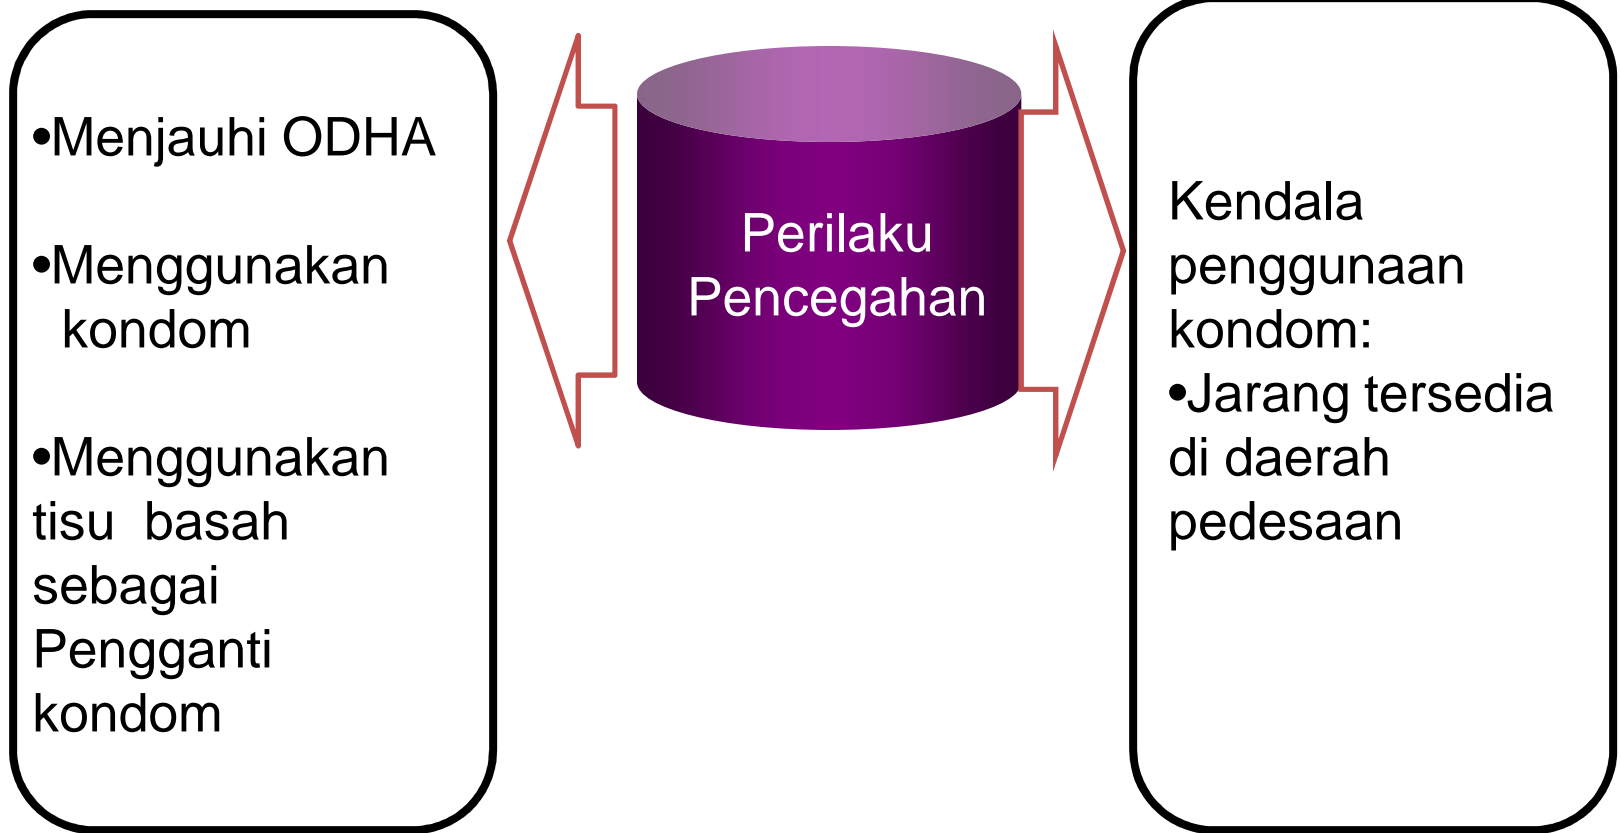 •Menjauhi ODHA
•Menggunakan
kondom
•Menggunakan
tisu basah
sebagai
Pengganti
kondom
Perilaku
Pencegahan
Kendala
penggunaan
kondom:
•Jarang tersedia
di daerah
pedesaan